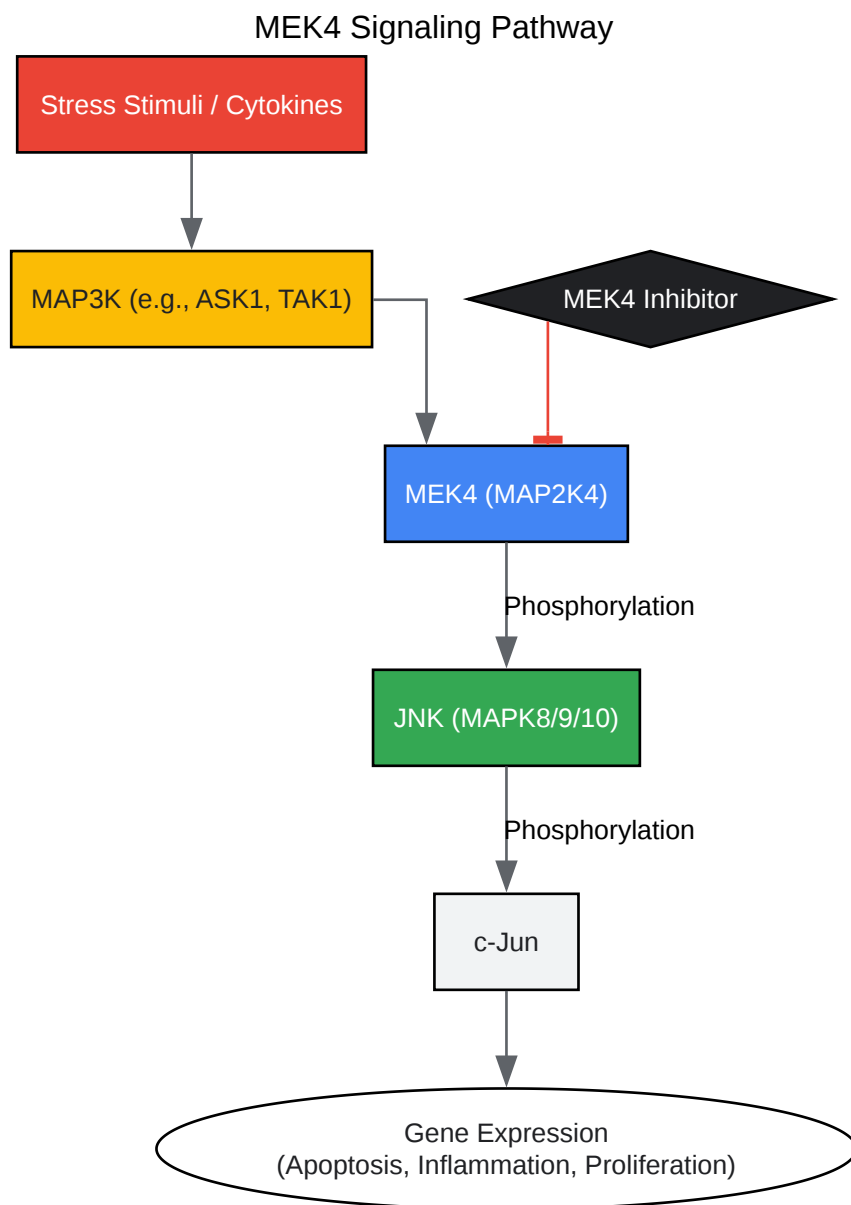 MEK4 Signaling Pathway
Stress Stimuli / Cytokines
MAP3K (e.g., ASK1, TAK1)
MEK4 Inhibitor
MEK4 (MAP2K4)
Phosphorylation
JNK (MAPK8/9/10)
Phosphorylation
c-Jun
Gene Expression
(Apoptosis, Inflammation, Proliferation)